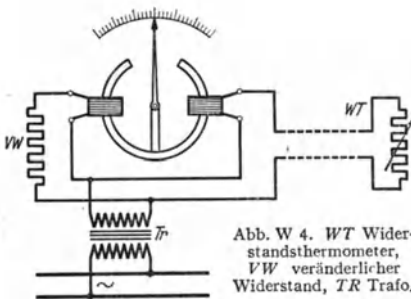 WT
VW
Tr
Abb. W 4. WT Wider-
standsthermometer,
VW veränderlicher
Widerstand, TR Trafo,
~